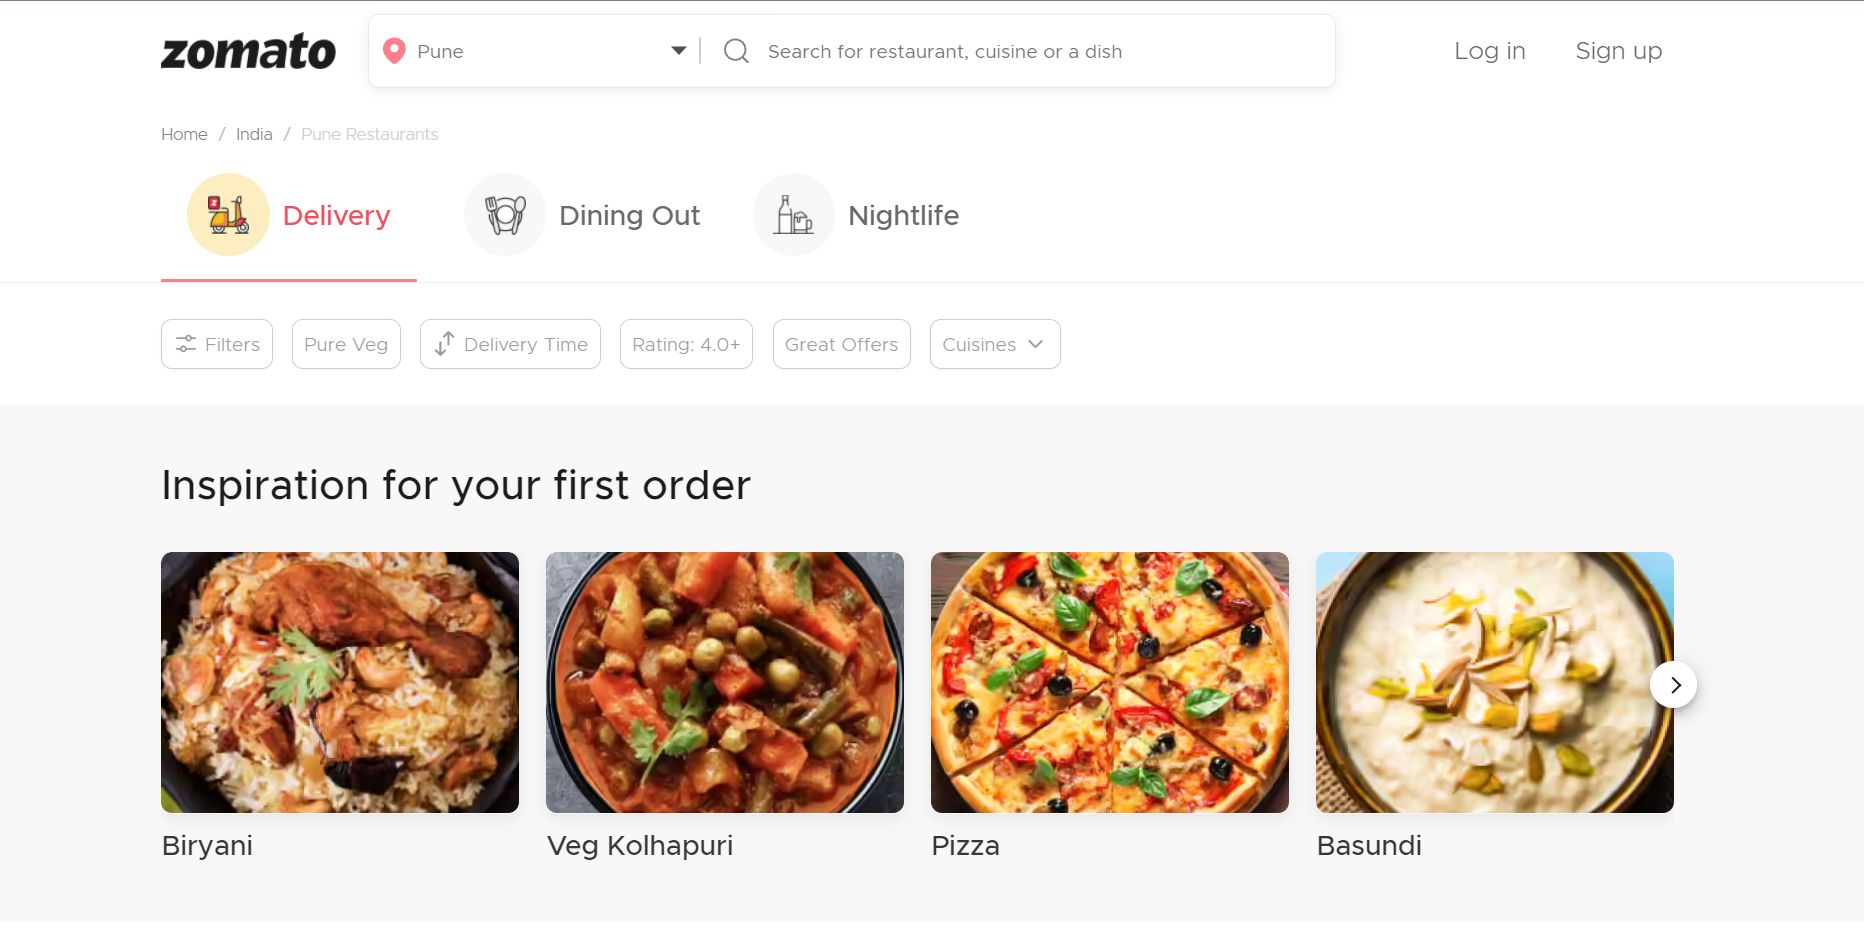 zomato
Pune
Search for restaurant, cuisine or a dish
Log in
Sign up
Home / India / Pune Restaurants
Delivery
Dining Out
Nightlife
Filters
Pure Veg
Delivery Time
Rating: 4.0+
Great Offers
Cuisines
Inspiration for your first order
Biryani
Veg Kolhapuri
Pizza
Basundi